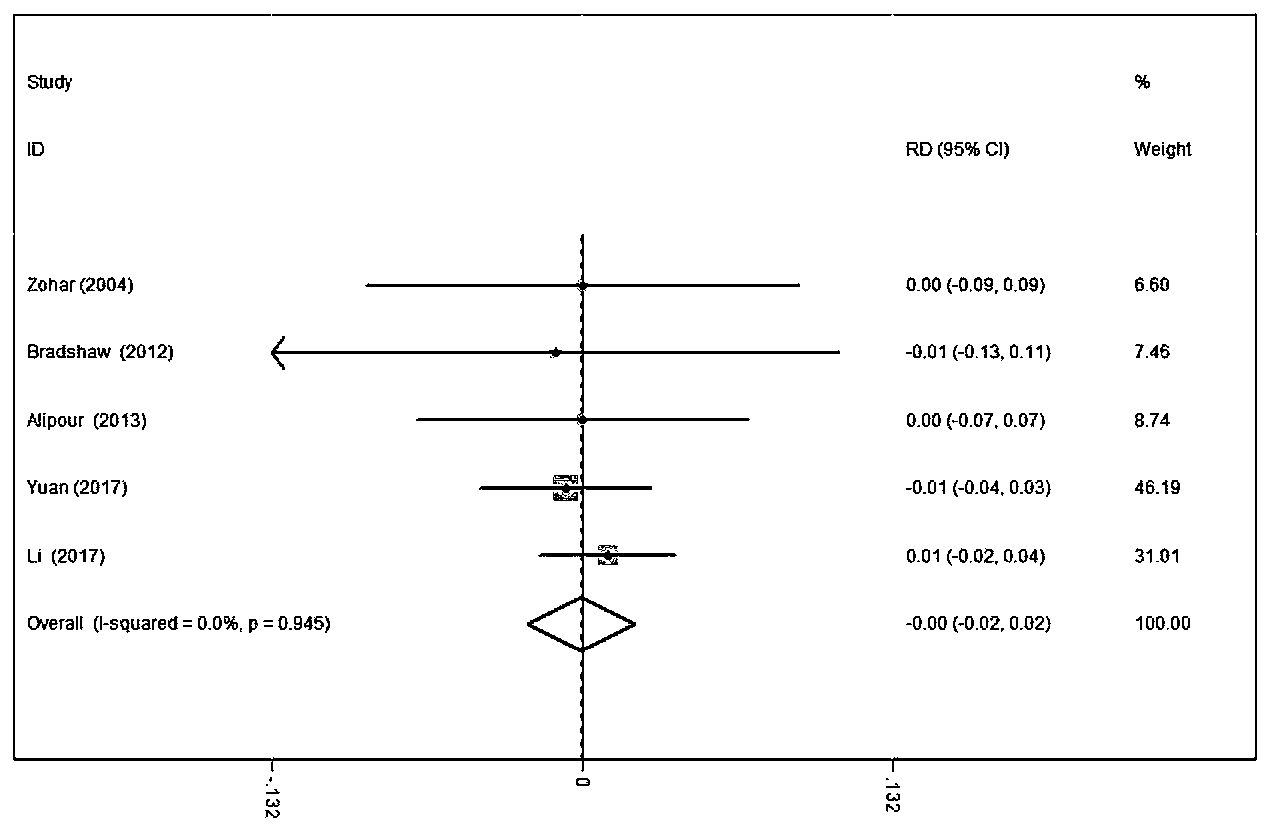 Study %
ID RD (95% CI) Weight
Zohar (2004) 0.00 (-0.09, 0.09) 6.60
Bradshaw (2012) -0.01 (-0.13, 0.11) 7.46
Alipour (2013) 0.00 (-0.07, 0.07) 8.74
Yuan (2017) -0.01 (-0.04, 0.03) 46.19
Li (2017) 0.01 (-0.02, 0.04) 31.01
Overall (I-squared = 0.0%, p = 0.945) -0.00 (-0.02, 0.02) 100.00
-.132 0 .132